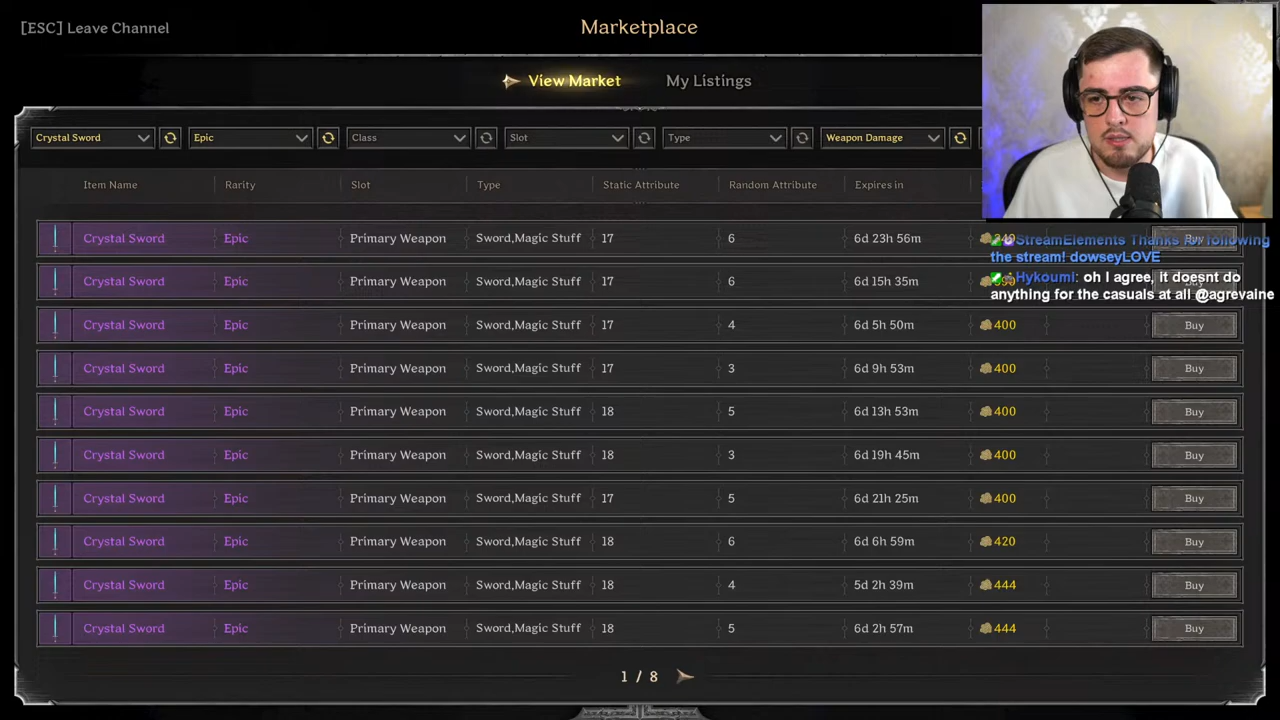 [ESC] Leave Channel
Marketplace
View Market My Listings
Crystal Sword Epic Class Slot Type Weapon Damage
Item Name Rarity Slot Type Static Attribute Random Attribute Expires in
Crystal Sword Epic Primary Weapon Sword,Magic Stuff 17 6 6d 23h 56m
StreamElements Thanks for following
the stream! dowseyLOVE
Crystal Sword Epic Primary Weapon Sword,Magic Stuff 17 6 6d 15h 35m
Hykoumi: oh I agree, it doesnt do
anything for the casuals at all @agrevaine
Crystal Sword Epic Primary Weapon Sword,Magic Stuff 17 4 6d 5h 50m 400 Buy
Crystal Sword Epic Primary Weapon Sword,Magic Stuff 17 3 6d 9h 53m 400 Buy
Crystal Sword Epic Primary Weapon Sword,Magic Stuff 18 5 6d 13h 53m 400 Buy
Crystal Sword Epic Primary Weapon Sword,Magic Stuff 18 3 6d 19h 45m 400 Buy
Crystal Sword Epic Primary Weapon Sword,Magic Stuff 17 5 6d 21h 25m 400 Buy
Crystal Sword Epic Primary Weapon Sword,Magic Stuff 18 6 6d 6h 59m 420 Buy
Crystal Sword Epic Primary Weapon Sword,Magic Stuff 18 4 5d 2h 39m 444 Buy
Crystal Sword Epic Primary Weapon Sword,Magic Stuff 18 5 6d 2h 57m 444 Buy
1 / 8